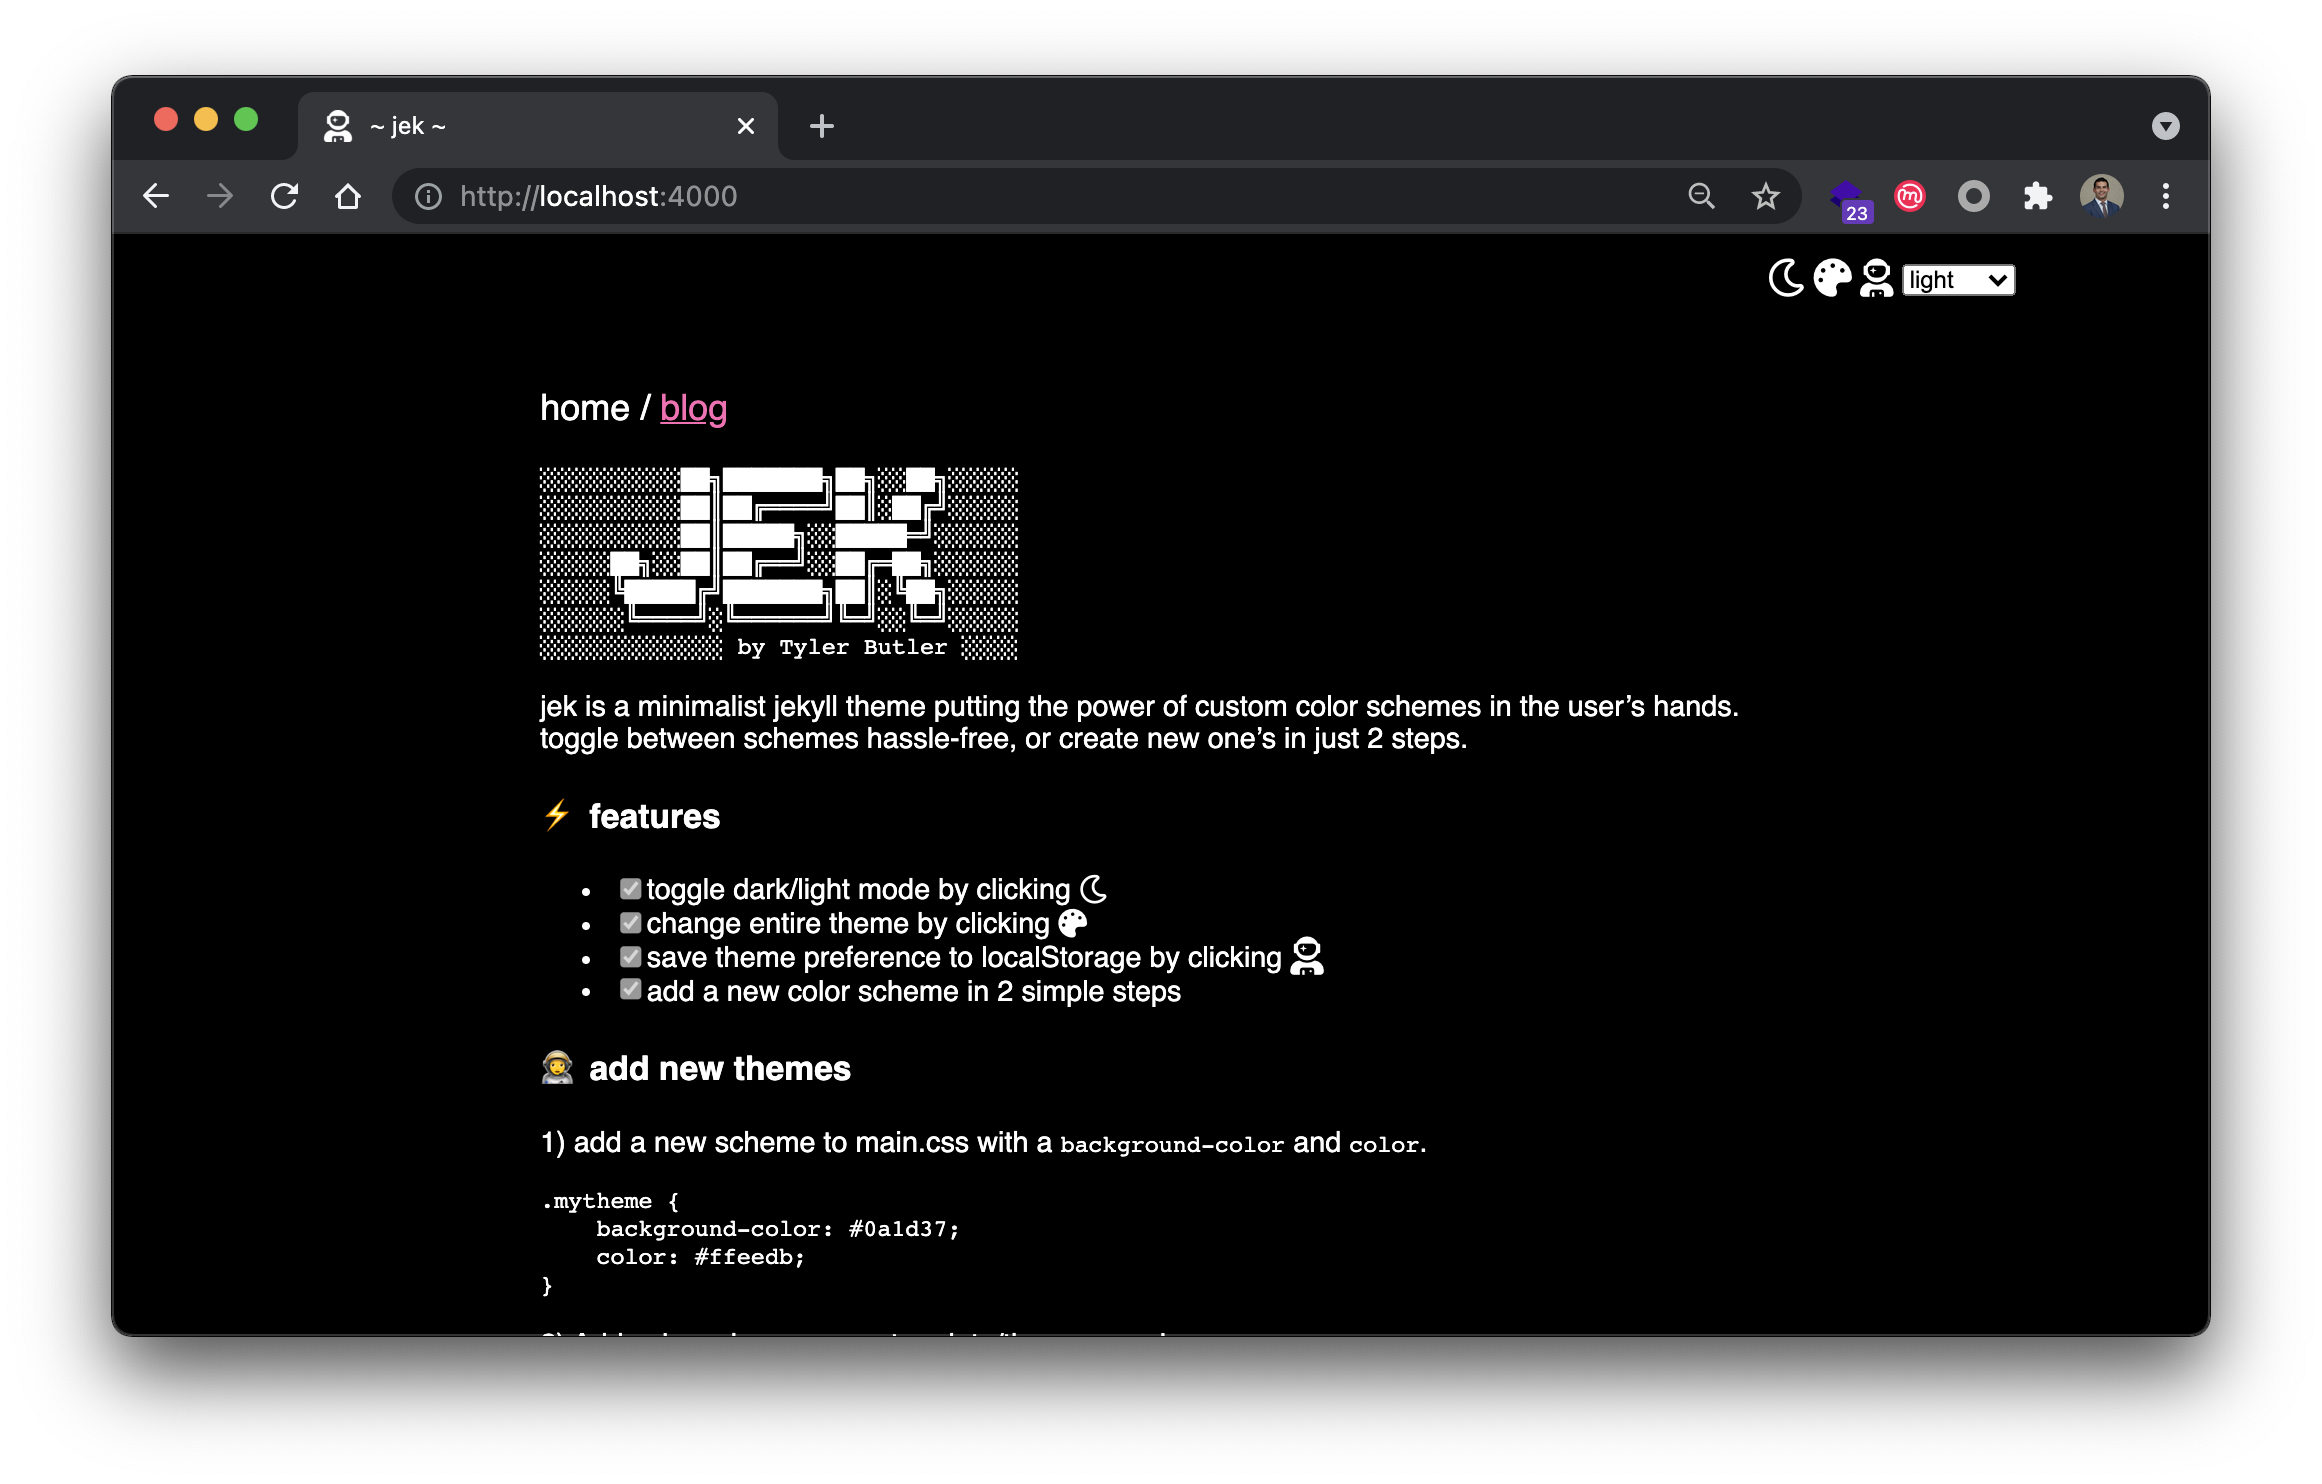 ~ jek ~
http://localhost:4000
23
light
home / blog
JEK
by Tyler Butler
jek is a minimalist jekyll theme putting the power of custom color schemes in the user’s hands.
toggle between schemes hassle-free, or create new one’s in just 2 steps.
⚡ features
toggle dark/light mode by clicking
change entire theme by clicking
save theme preference to localStorage by clicking
add a new color scheme in 2 simple steps
👩‍🚀 add new themes
1) add a new scheme to main.css with a background-color and color.
.mytheme {
background-color: #0a1d37;
color: #ffeedb;
}